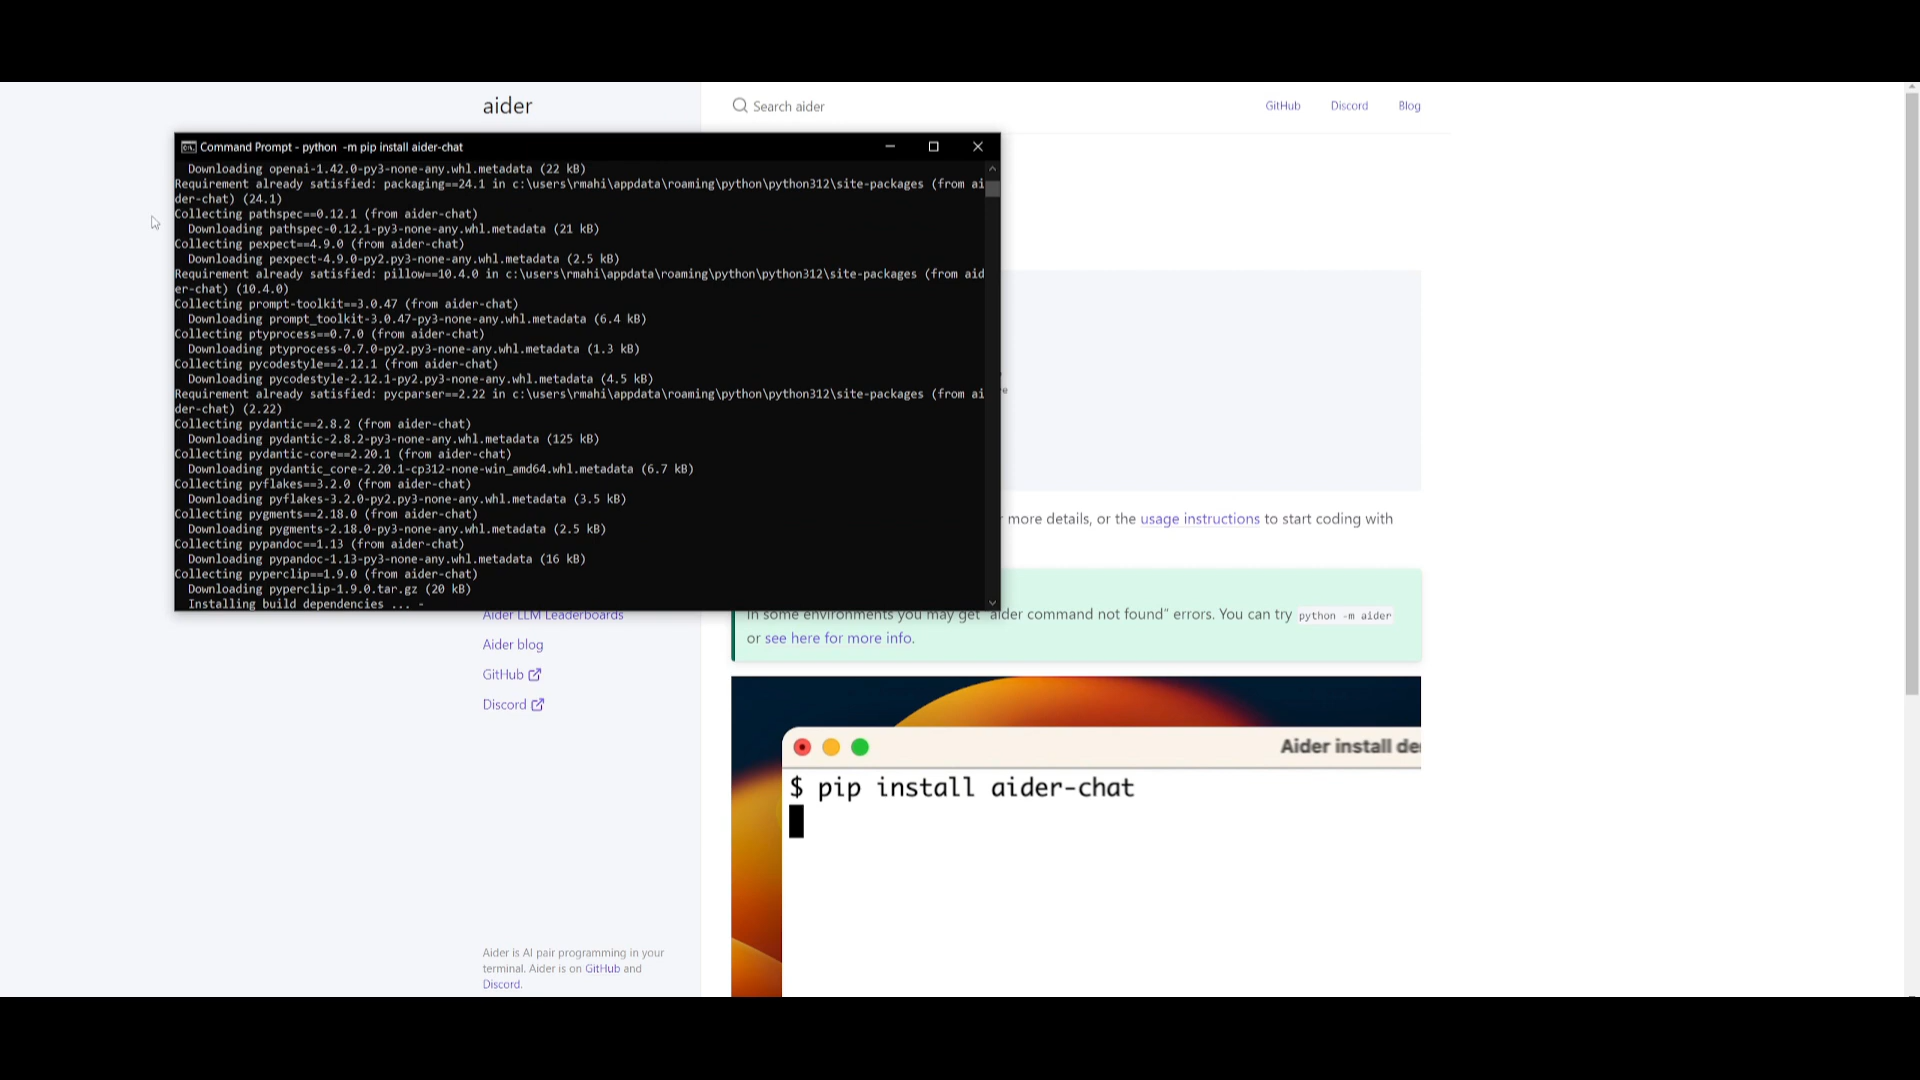 aider
Search aider
GitHub
Discord
Blog
Command Prompt - python  -m pip install aider-chat
Downloading openai-1.42.0-py3-none-any.whl.metadata (22 kB)
Requirement already satisfied: packaging==24.1 in c:\users\rmahi\appdata\roaming\python\python312\site-packages (from ai
der-chat) (24.1)
Collecting pathspec==0.12.1 (from aider-chat)
Downloading pathspec-0.12.1-py3-none-any.whl.metadata (21 kB)
Collecting pexpect==4.9.0 (from aider-chat)
Downloading pexpect-4.9.0-py2.py3-none-any.whl.metadata (2.5 kB)
Requirement already satisfied: pillow==10.4.0 in c:\users\rmahi\appdata\roaming\python\python312\site-packages (from aid
er-chat) (10.4.0)
Collecting prompt-toolkit==3.0.47 (from aider-chat)
Downloading prompt_toolkit-3.0.47-py3-none-any.whl.metadata (6.4 kB)
Collecting ptyprocess==0.7.0 (from aider-chat)
Downloading ptyprocess-0.7.0-py2.py3-none-any.whl.metadata (1.3 kB)
Collecting pycodestyle==2.12.1 (from aider-chat)
Downloading pycodestyle-2.12.1-py2.py3-none-any.whl.metadata (4.5 kB)
Requirement already satisfied: pycparser==2.22 in c:\users\rmahi\appdata\roaming\python\python312\site-packages (from ai
der-chat) (2.22)
Collecting pydantic==2.8.2 (from aider-chat)
Downloading pydantic-2.8.2-py3-none-any.whl.metadata (125 kB)
Collecting pydantic-core==2.20.1 (from aider-chat)
Downloading pydantic_core-2.20.1-cp312-none-win_amd64.whl.metadata (6.7 kB)
Collecting pyflakes==3.2.0 (from aider-chat)
Downloading pyflakes-3.2.0-py2.py3-none-any.whl.metadata (3.5 kB)
Collecting pygments==2.18.0 (from aider-chat)
Downloading pygments-2.18.0-py3-none-any.whl.metadata (2.5 kB)
Collecting pypandoc==1.13 (from aider-chat)
Downloading pypandoc-1.13-py3-none-any.whl.metadata (16 kB)
Collecting pyperclip==1.9.0 (from aider-chat)
Downloading pyperclip-1.9.0.tar.gz (20 kB)
Installing build dependencies ... -
more details, or the usage instructions to start coding with
In some environments you may get “aider command not found” errors. You can try python -m aider
or see here for more info.
Aider LLM Leaderboards
Aider blog
GitHub
Discord
Aider install de
$ pip install aider-chat
Aider is AI pair programming in your
terminal. Aider is on GitHub and
Discord.